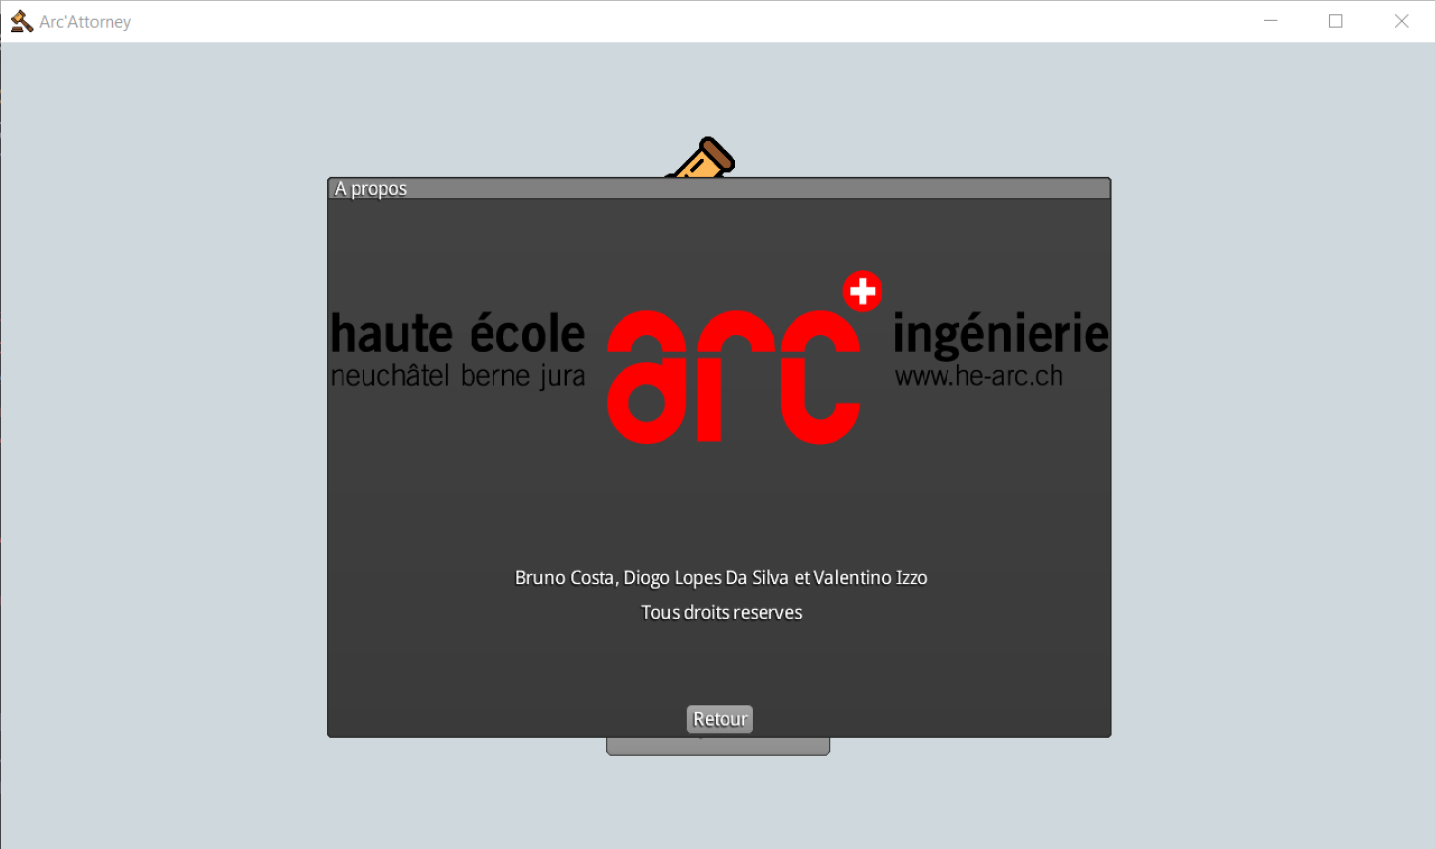 Arc'Attorney
A propos
haute école arc ingénierie
neuchâtel berne jura www.he-arc.ch
Bruno Costa, Diogo Lopes Da Silva et Valentino Izzo
Tous droits reserves
Retour